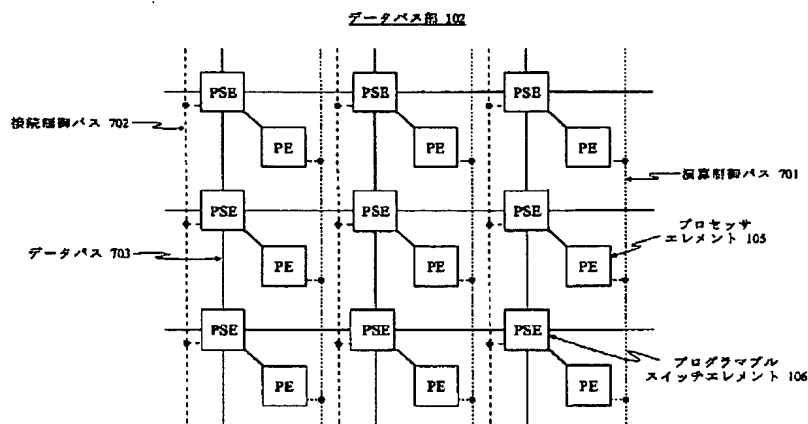 データパス部 102
PSE PSE PSE
接続制御バス 702
PE PE PE
演算制御バス 701
PSE PSE PSE
プロセッサ
エレメント 105
データバス 703
PE PE PE
PSE PSE PSE
プログラマブル
スイッチエレメント 106
PE PE PE